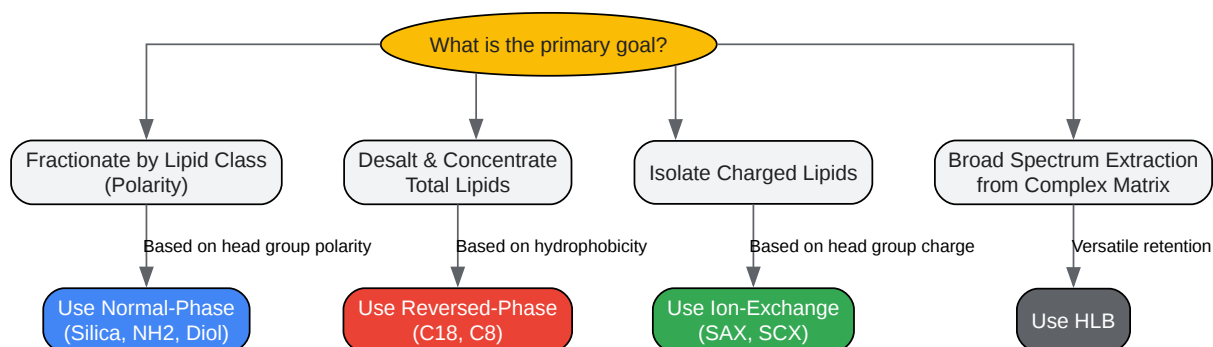 What is the primary goal?
Fractionate by Lipid Class
(Polarity)
Desalt & Concentrate
Total Lipids
Isolate Charged Lipids
Broad Spectrum Extraction
from Complex Matrix
Based on head group polarity
Based on hydrophobicity
Based on head group charge
Versatile retention
Use Normal-Phase
(Silica, NH2, Diol)
Use Reversed-Phase
(C18, C8)
Use Ion-Exchange
(SAX, SCX)
Use HLB